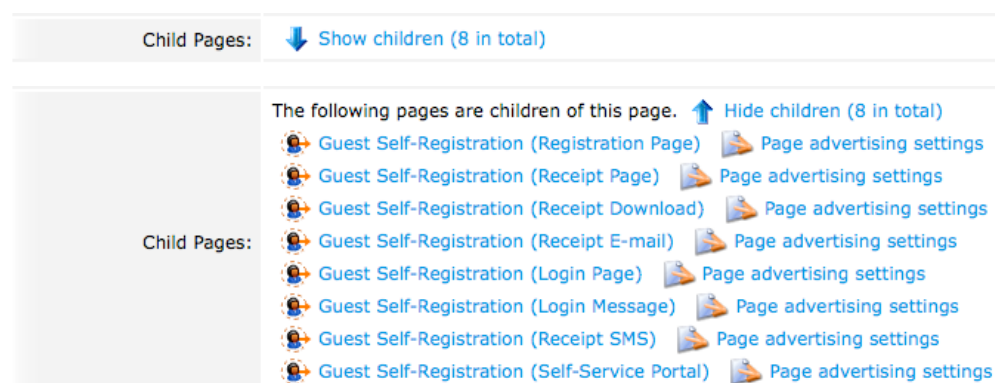 Child Pages: Show children (8 in total)
The following pages are children of this page. Hide children (8 in total)
Guest Self-Registration (Registration Page) Page advertising settings
Guest Self-Registration (Receipt Page) Page advertising settings
Guest Self-Registration (Receipt Download) Page advertising settings
Child Pages: Guest Self-Registration (Receipt E-mail) Page advertising settings
Guest Self-Registration (Login Page) Page advertising settings
Guest Self-Registration (Login Message) Page advertising settings
Guest Self-Registration (Receipt SMS) Page advertising settings
Guest Self-Registration (Self-Service Portal) Page advertising settings